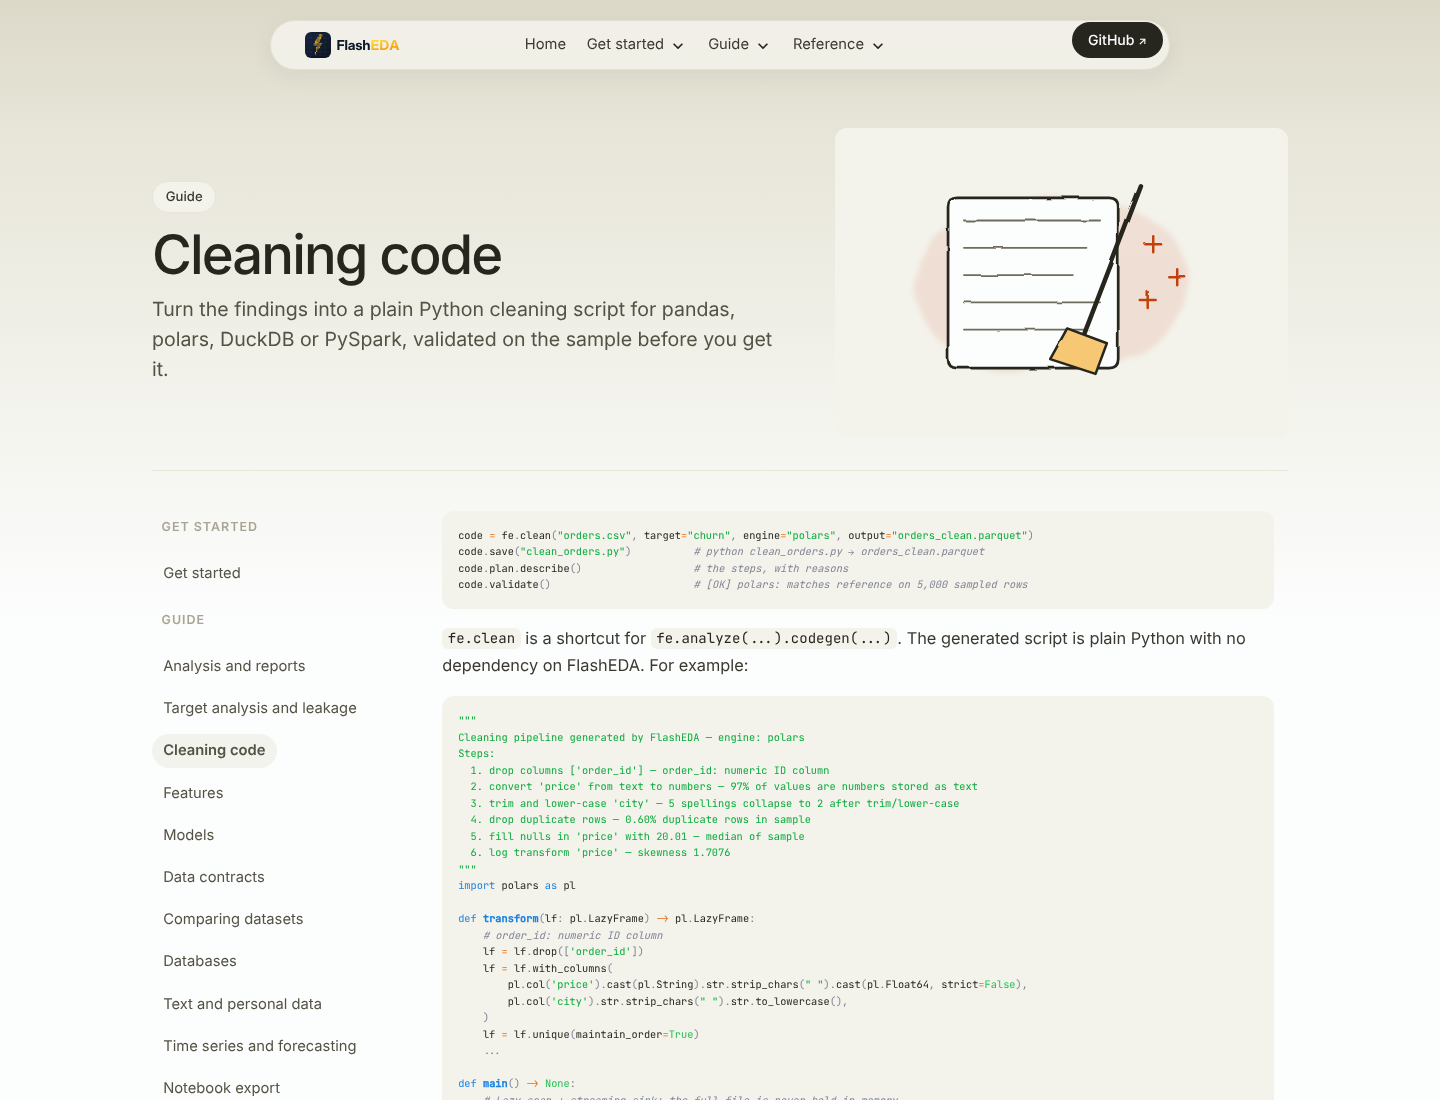 FlashEDA
Home
Get started
Guide
Reference
GitHub ↗
Guide
Cleaning code
Turn the findings into a plain Python cleaning script for pandas,
polars, DuckDB or PySpark, validated on the sample before you get
it.
GET STARTED
Get started
GUIDE
Analysis and reports
Target analysis and leakage
Cleaning code
Features
Models
Data contracts
Comparing datasets
Databases
Text and personal data
Time series and forecasting
Notebook export
code = fe.clean("orders.csv", target="churn", engine="polars", output="orders_clean.parquet")
code.save("clean_orders.py")          # python clean_orders.py → orders_clean.parquet
code.plan.describe()                  # the steps, with reasons
code.validate()                       # [OK] polars: matches reference on 5,000 sampled rows
fe.clean is a shortcut for fe.analyze(...).codegen(...). The generated script is plain Python with no
dependency on FlashEDA. For example:
"""
Cleaning pipeline generated by FlashEDA — engine: polars
Steps:
  1. drop columns ['order_id'] — order_id: numeric ID column
  2. convert 'price' from text to numbers — 97% of values are numbers stored as text
  3. trim and lower-case 'city' — 5 spellings collapse to 2 after trim/lower-case
  4. drop duplicate rows — 0.60% duplicate rows in sample
  5. fill nulls in 'price' with 20.01 — median of sample
  6. log transform 'price' — skewness 1.7076
"""
import polars as pl
def transform(lf: pl.LazyFrame) -> pl.LazyFrame:
    # order_id: numeric ID column
    lf = lf.drop(['order_id'])
    lf = lf.with_columns(
        pl.col('price').cast(pl.String).str.strip_chars(" ").cast(pl.Float64, strict=False),
        pl.col('city').str.strip_chars(" ").str.to_lowercase(),
    )
    lf = lf.unique(maintain_order=True)
    ...
def main() -> None:
    # Lazy scan + streaming sink: the full file is never held in memory